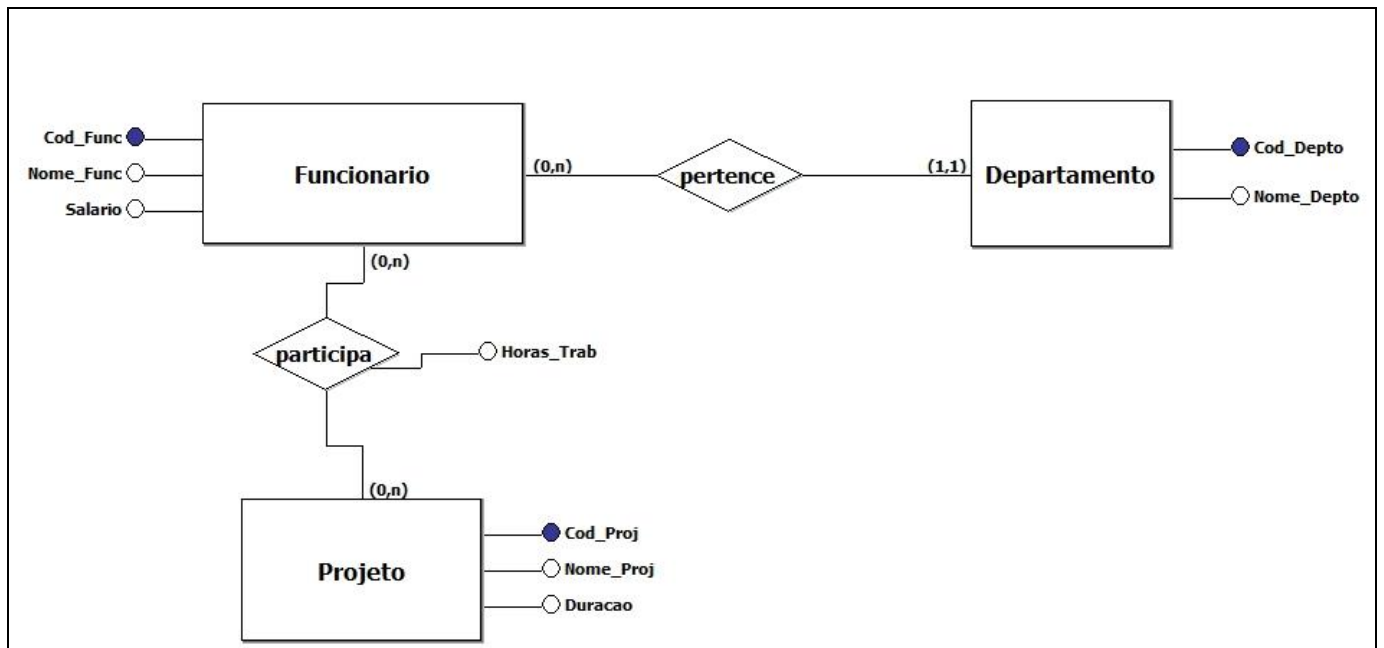 Cod_Func
Nome_Func
Salario
Funcionario
(0,n)
pertence
(1,1)
Departamento
Cod_Depto
Nome_Depto
(0,n)
participa
Horas_Trab
(0,n)
Projeto
Cod_Proj
Nome_Proj
Duracao